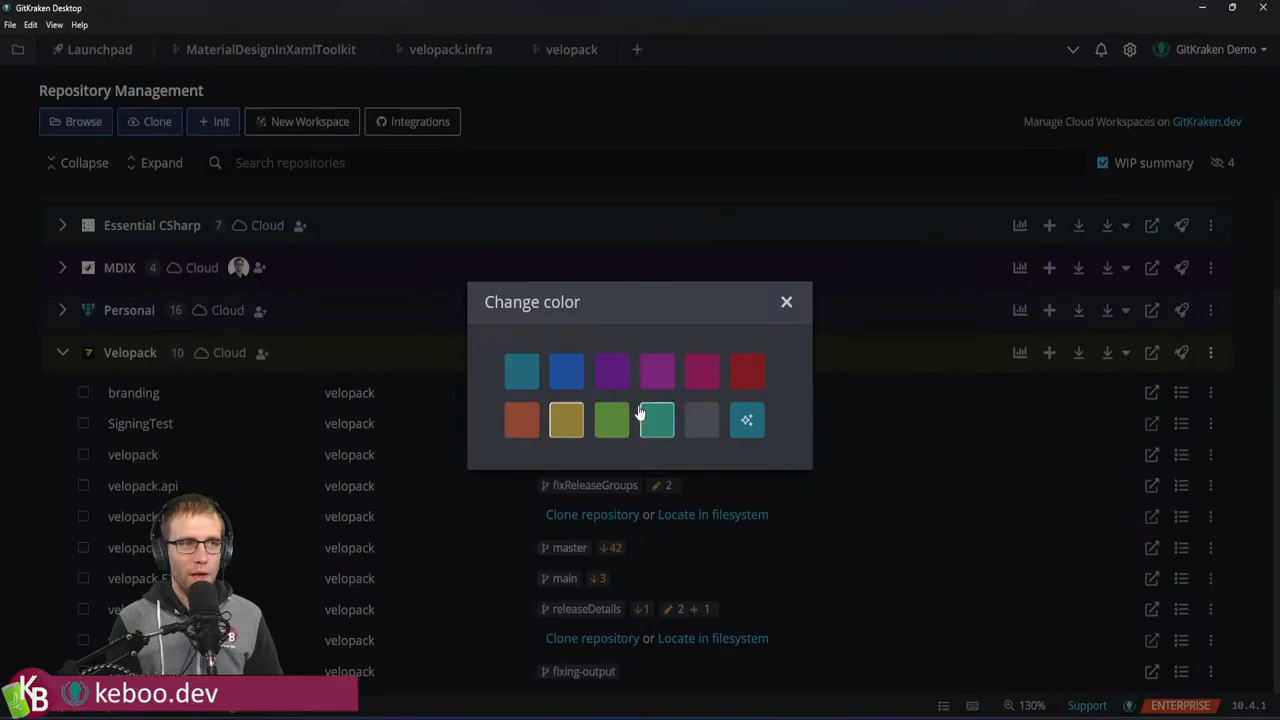 GitKraken Desktop
File Edit View Help
Launchpad MaterialDesignInXamlToolkit velopack.infra velopack GitKraken Demo
Repository Management
Browse Clone Init New Workspace Integrations Manage Cloud Workspaces on GitKraken.dev
Collapse Expand Search repositories WIP summary 4
Essential CSharp 7 Cloud
MDIX 4 Cloud
Personal 16 Cloud
Velopack 10 Cloud
Change color
branding velopack
SigningTest velopack
velopack velopack
velopack.api velopack fixReleaseGroups 2
velopack Clone repository or Locate in filesystem
velopack master ↓42
velopack main ↓3
velopack releaseDetails ↓1 2 + 1
velopack Clone repository or Locate in filesystem
velopack fixing-output
KB keboo.dev
130% Support ENTERPRISE 10.4.1